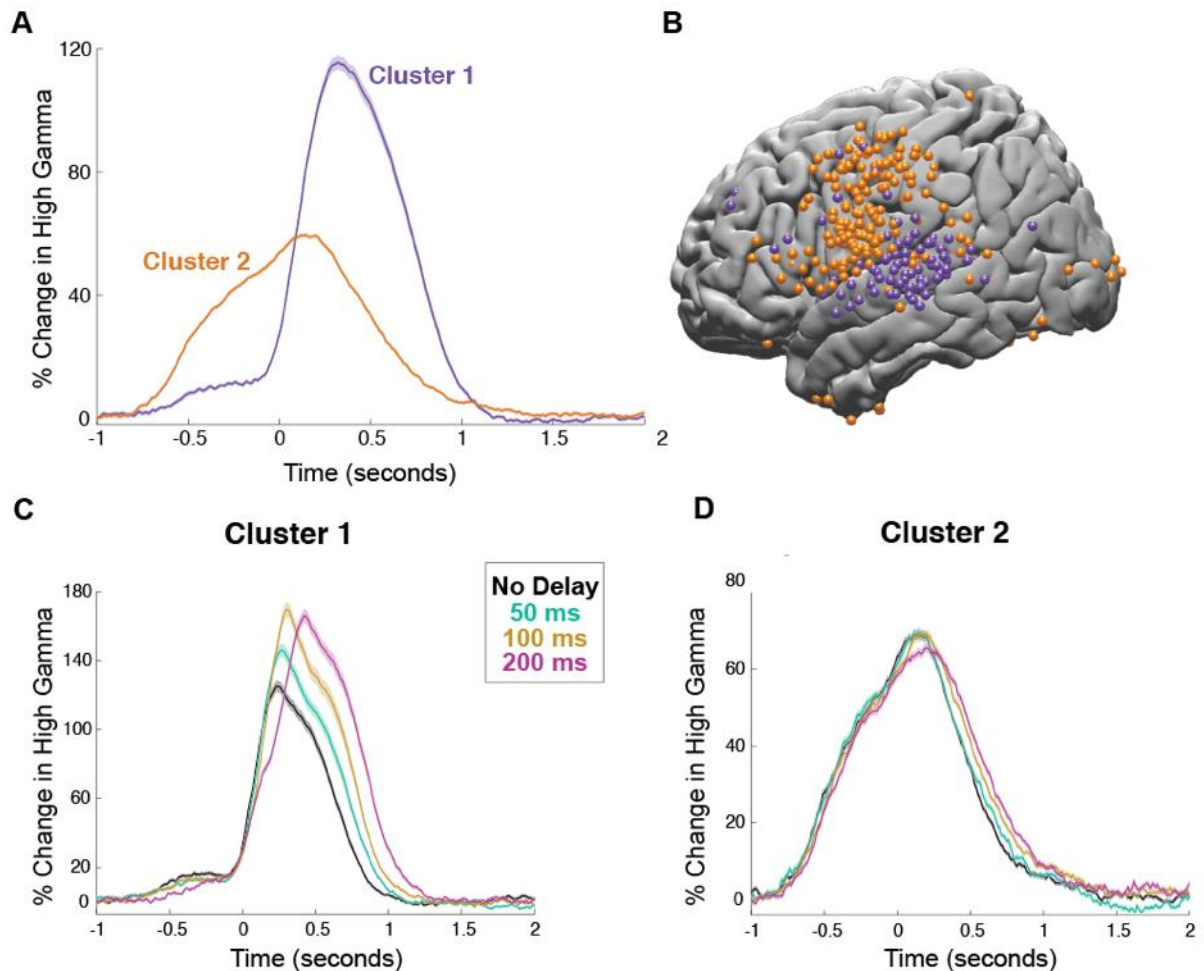 A
B
120
80
40
0
% Change in High Gamma
Cluster 1
Cluster 2
-1
-0.5
0
0.5
1
1.5
2
Time (seconds)
C
Cluster 1
180
140
100
60
20
0
% Change in High Gamma
-1
-0.5
0
0.5
1
1.5
2
Time (seconds)
No Delay
50 ms
100 ms
200 ms
D
Cluster 2
80
60
40
20
0
% Change in High Gamma
-1
-0.5
0
0.5
1
1.5
2
Time (seconds)